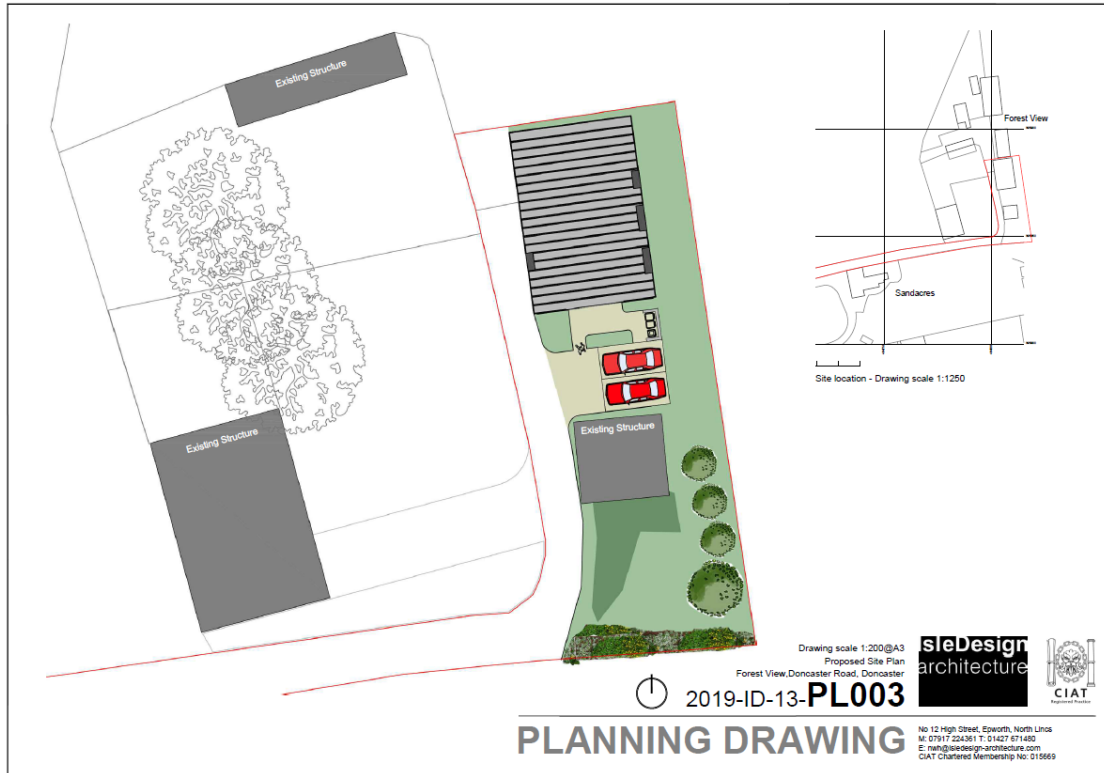 Existing Structure
Existing Structure
Existing Structure
Forest View
Sandacres
Site location - Drawing scale 1:1250
Drawing scale 1:200@A3
Proposed Site Plan
Forest View,Doncaster Road, Doncaster
2019-ID-13-PL003
PLANNING DRAWING
isleDesign
architecture
CIAT
Registered Practice
No 12 High Street, Epworth, North Lincs
M: 07917 224361 T: 01427 671480
E: nwh@isledesign-architecture.com
CIAT Chartered Membership No: 015669